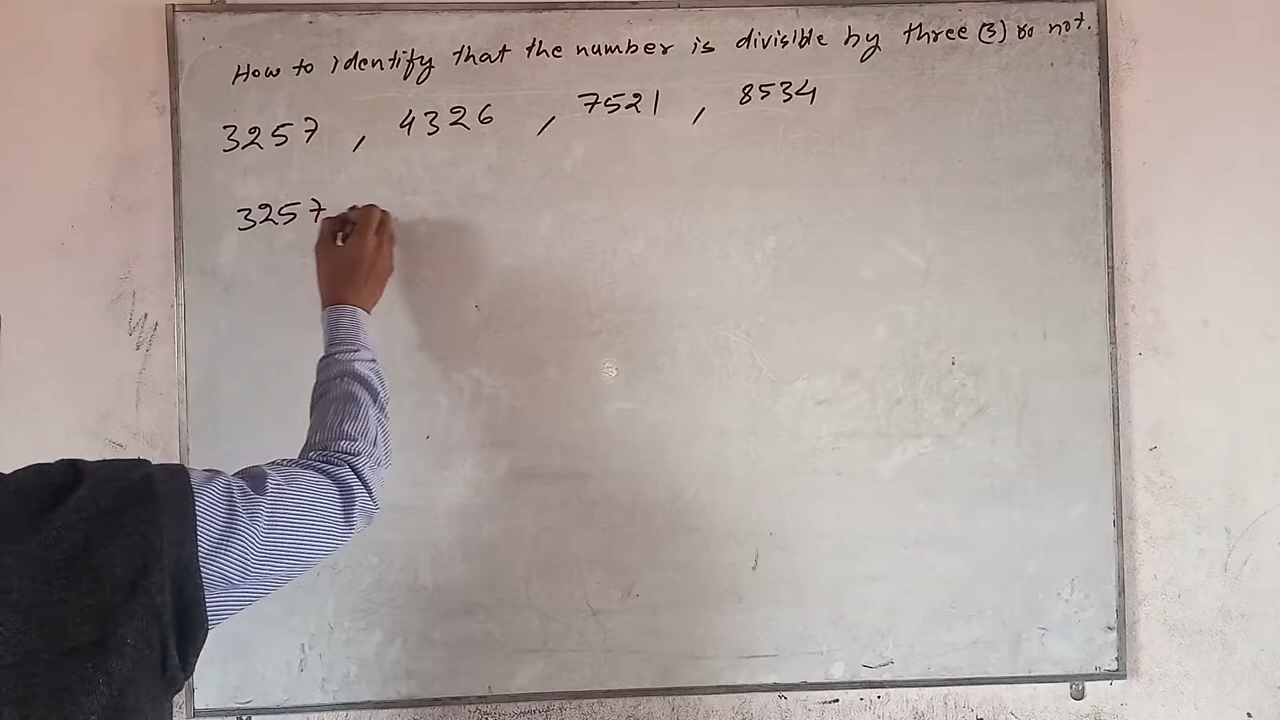 How to identify that the number is divisible by three (3) or not.
3257 , 4326 , 7521 , 8534
3257